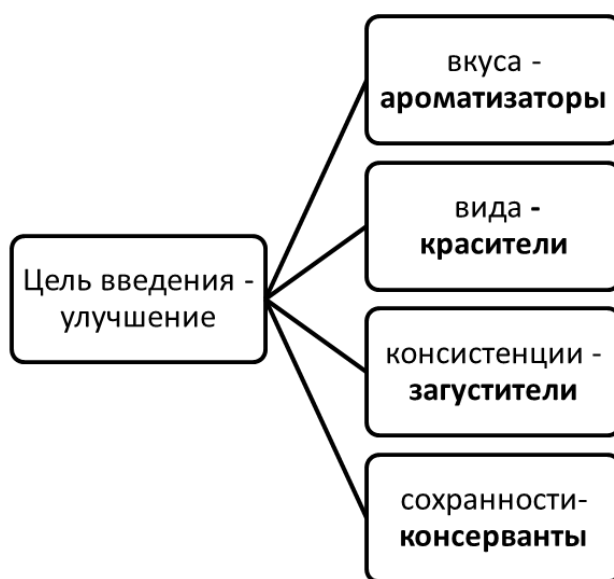 Цель введения -
улучшение
вкуса -
ароматизаторы
вида -
красители
консистенции -
загустители
сохранности-
консерванты